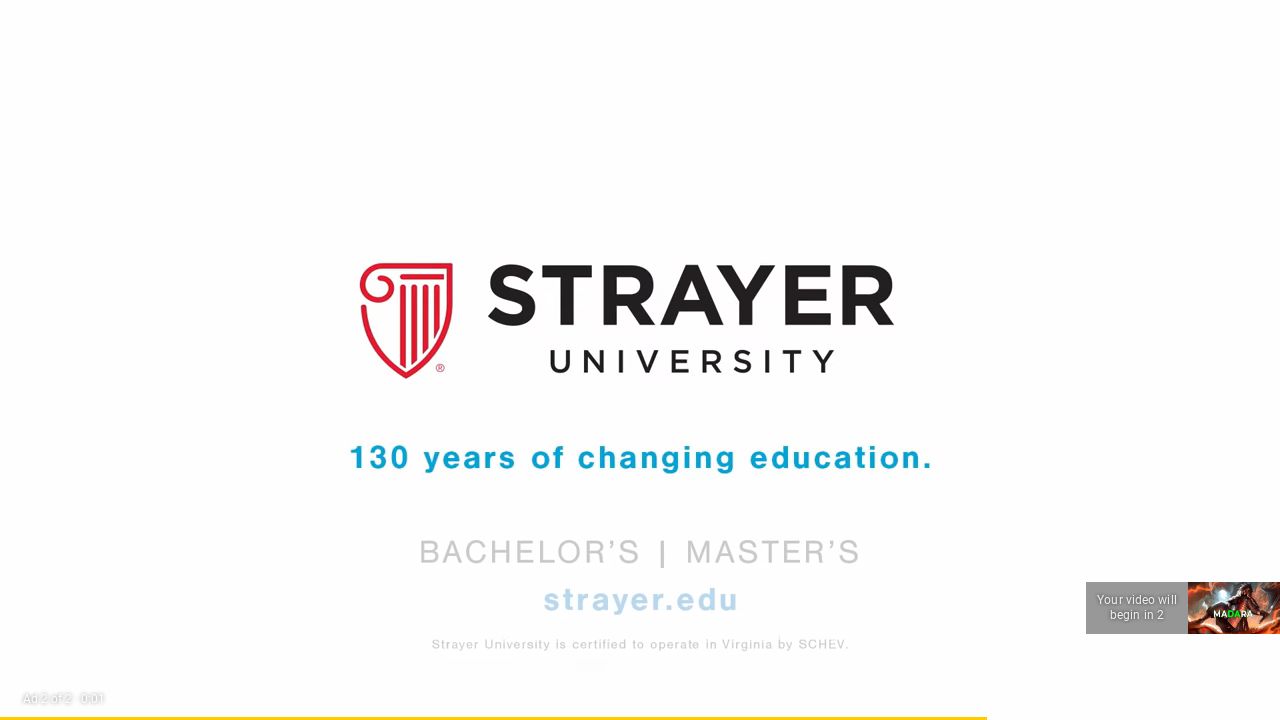 STRAYER
UNIVERSITY
®
130 years of changing education.
BACHELOR’S | MASTER’S
strayer.edu
Strayer University is certified to operate in Virginia by SCHEV.
Your video will
begin in 2
MADARA
Ad 2 of 2 · 0:01